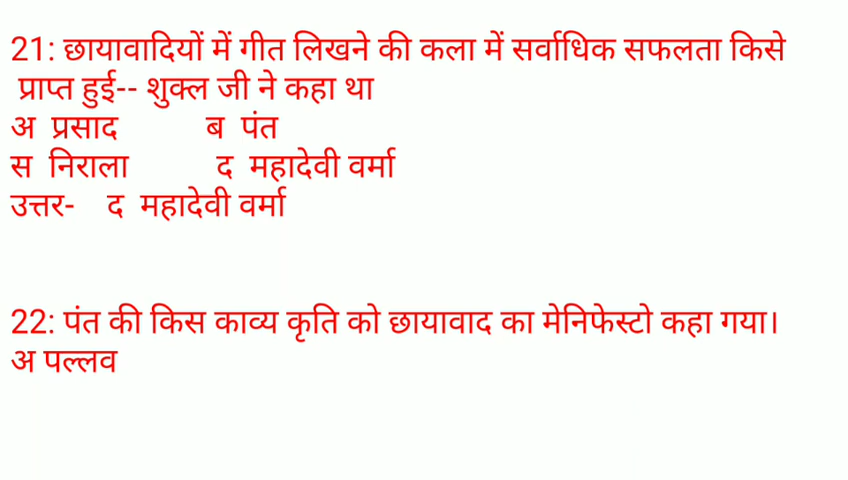 21: छायावादियों में गीत लिखने की कला में सर्वाधिक सफलता किसे
प्राप्त हुई-- शुक्ल जी ने कहा था
अ प्रसाद ब पंत
स निराला द महादेवी वर्मा
उत्तर- द महादेवी वर्मा
22: पंत की किस काव्य कृति को छायावाद का मेनिफेस्टो कहा गया।
अ पल्लव